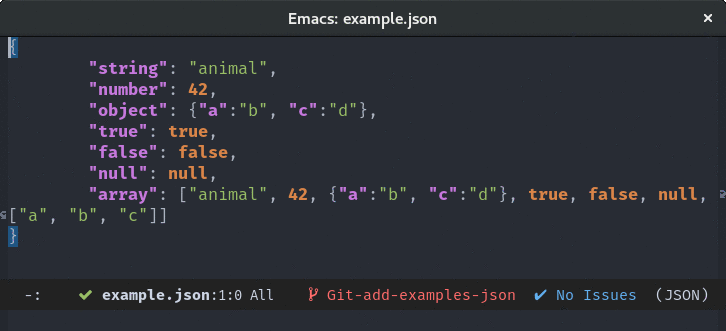 Emacs: example.json ×
{
        "string": "animal",
        "number": 42,
        "object": {"a":"b", "c":"d"},
        "true": true,
        "false": false,
        "null": null,
        "array": ["animal", 42, {"a":"b", "c":"d"}, true, false, null,
["a", "b", "c"]]
}
-: ✔ example.json:1:0 All Git-add-examples-json ✔ No Issues (JSON)